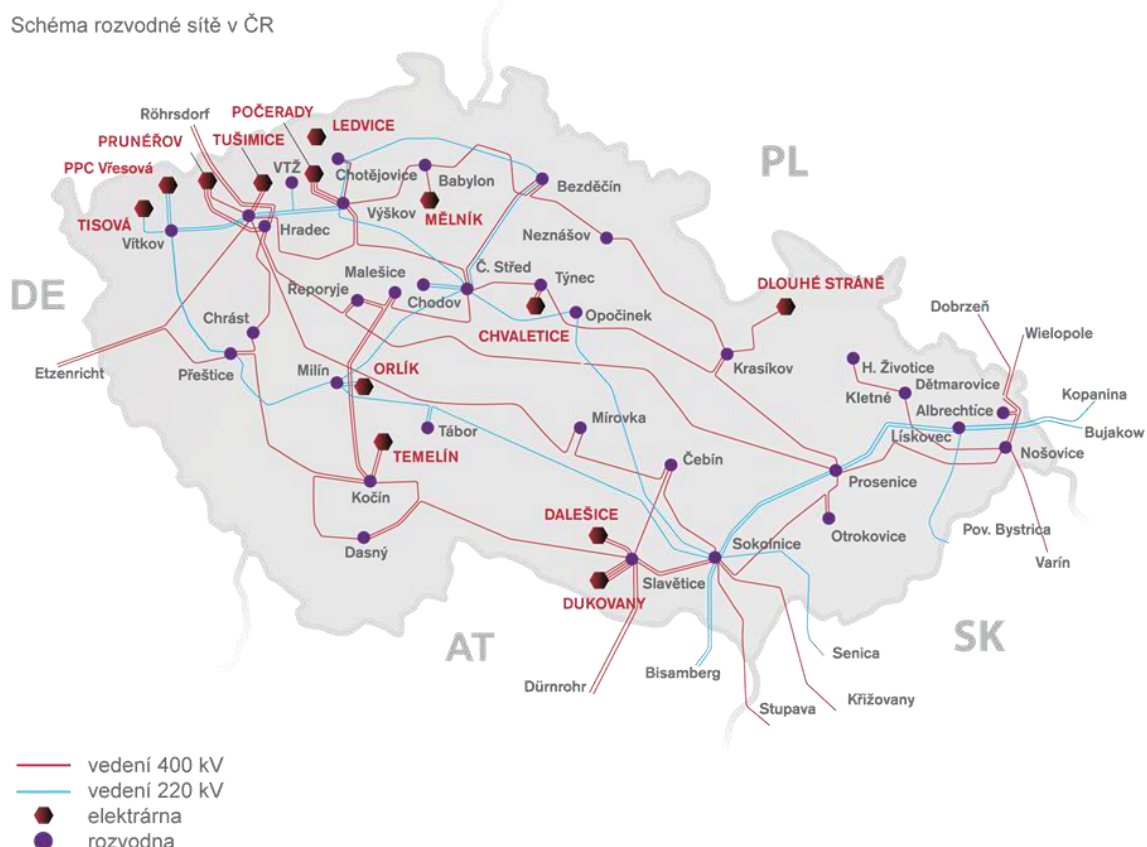 Schéma rozvodné sítě v ČR
PL
DE
AT
SK
Röhrsdorf
POČERADY
LEDVICE
PRUNÉŘOV
TUŠIMICE
PPC Vřesová
VTŽ
Chotějovice
Babylon
Bezděčín
TISOVÁ
Vítkov
Hradec
Výškov
MĚLNÍK
Neznášov
Malešice
Č. Střed
Týnec
Reporyje
Chodov
DLOUHÉ STRÁNĚ
Dobrzeň
Chrást
CHVALETICE
Opočinek
Wielopole
Etzenricht
Přeštice
Milín
ORLÍK
Krasíkov
H. Životice
Dětmarovice
Kletné
Albrechtice
Kopanina
Tábor
Mírovka
Lískovec
Bujakow
TEMELÍN
Čebín
Nošovice
Kočín
Prosenice
DALEŠICE
Dasný
Sokolnice
Otrokovice
Pov. Bystrica
Varín
Slavětice
DUKOVANY
Senica
Bisamberg
Dürnrohr
Křižovany
Stupava
vedení 400 kV
vedení 220 kV
elektrárna
rozvodna